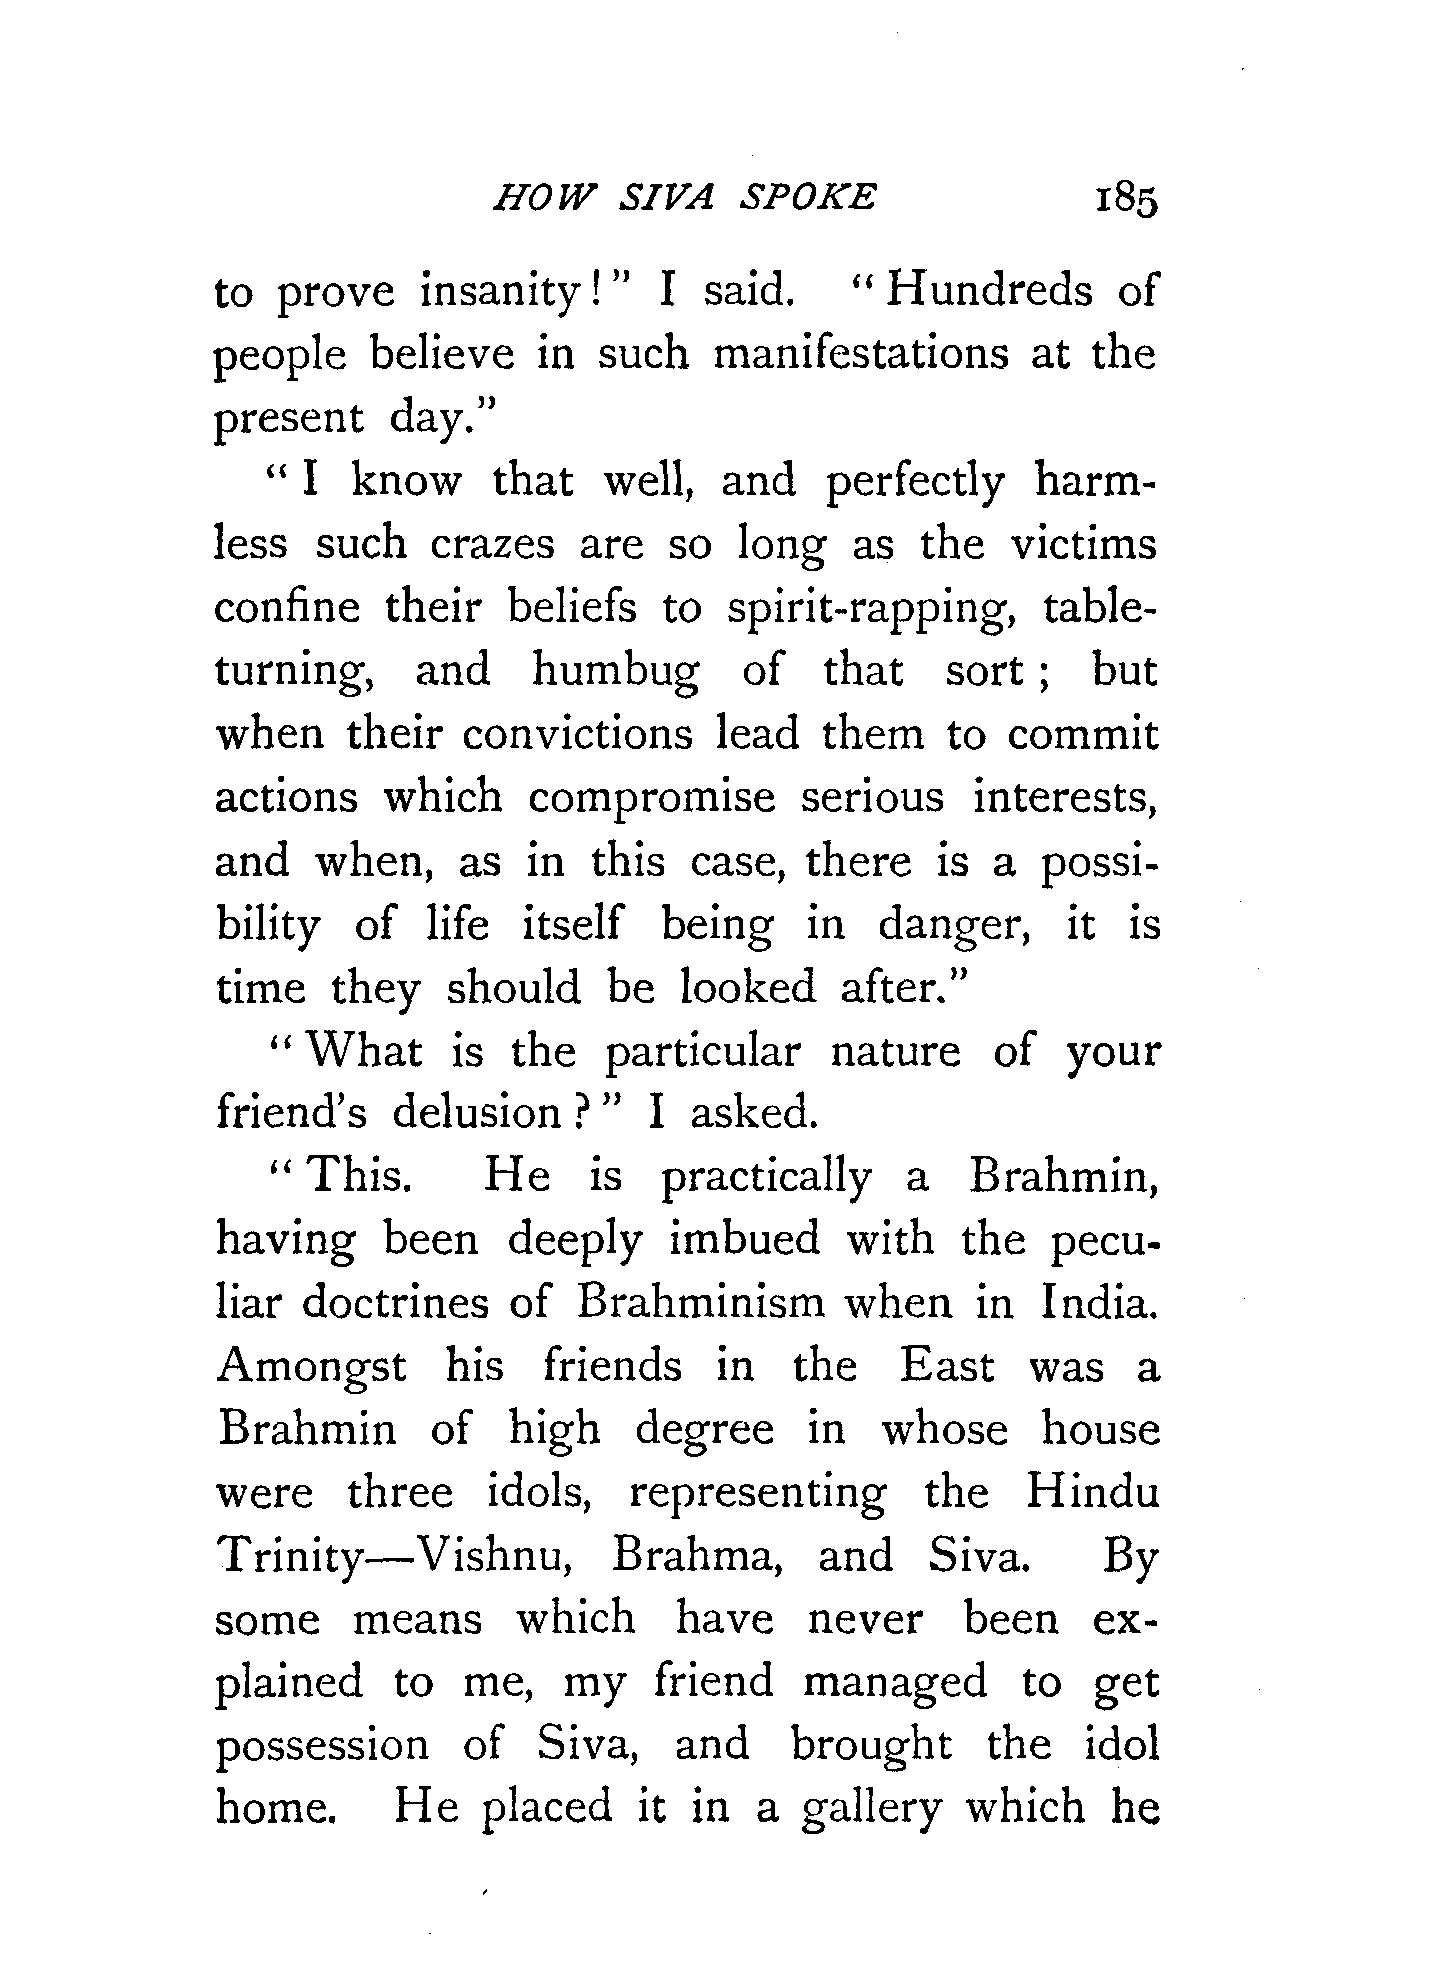 HOW SIVA SPOKE 185
to prove insanity!" I said. "Hundreds of
people believe in such manifestations at the
present day."
"I know that well, and perfectly harm-
less such crazes are so long as the victims
confine their beliefs to spirit-rapping, table-
turning, and humbug of that sort; but
when their convictions lead them to commit
actions which compromise serious interests,
and when, as in this case, there is a possi-
bility of life itself being in danger, it is
time they should be looked after."
"What is the particular nature of your
friend's delusion?" I asked.
"This. He is practically a Brahmin,
having been deeply imbued with the pecu-
liar doctrines of Brahminism when in India.
Amongst his friends in the East was a
Brahmin of high degree in whose house
were three idols, representing the Hindu
Trinity—Vishnu, Brahma, and Siva. By
some means which have never been ex-
plained to me, my friend managed to get
possession of Siva, and brought the idol
home. He placed it in a gallery which he